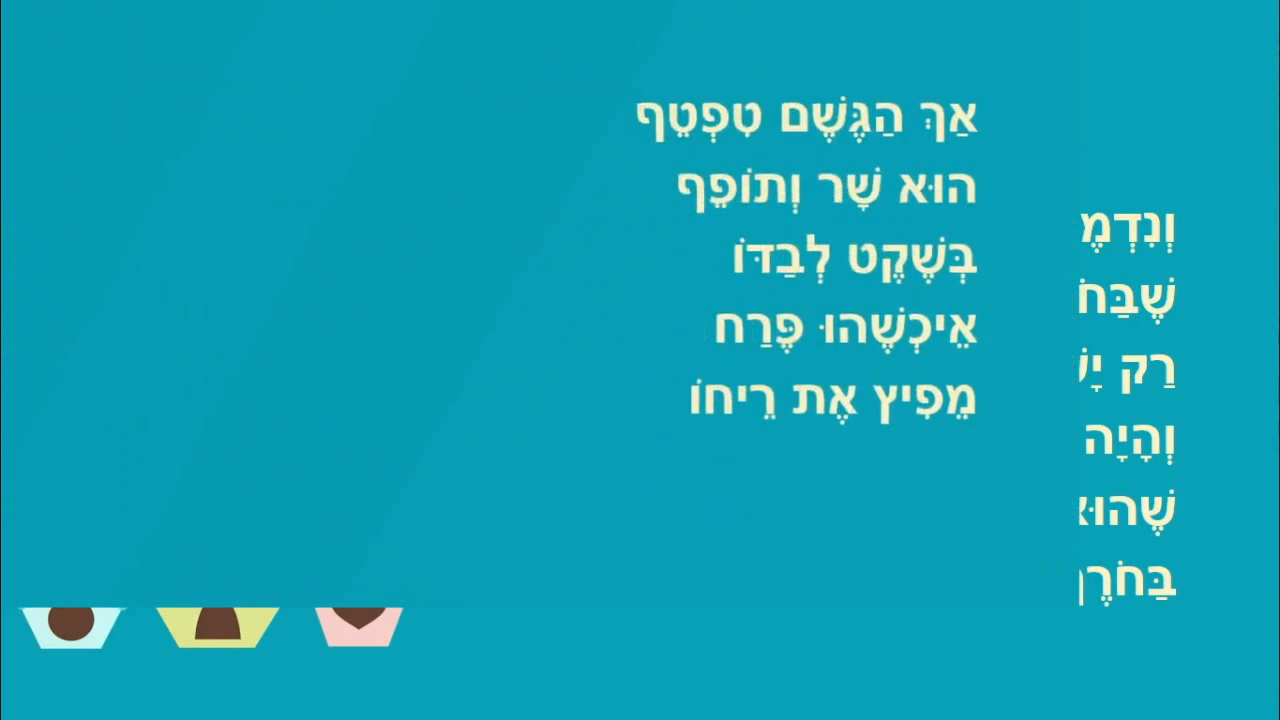 אַךְ הַגֶּשֶׁם טִפְטֵף
הוּא שָׁר וְתוֹפֵף
בְּשֶׁקֶט לְבַדּוֹ
אֵיכְשֶׁהוּ פֶּרַח
מֵפִיץ אֶת רֵיחוֹ
רַק
וְהָיָה